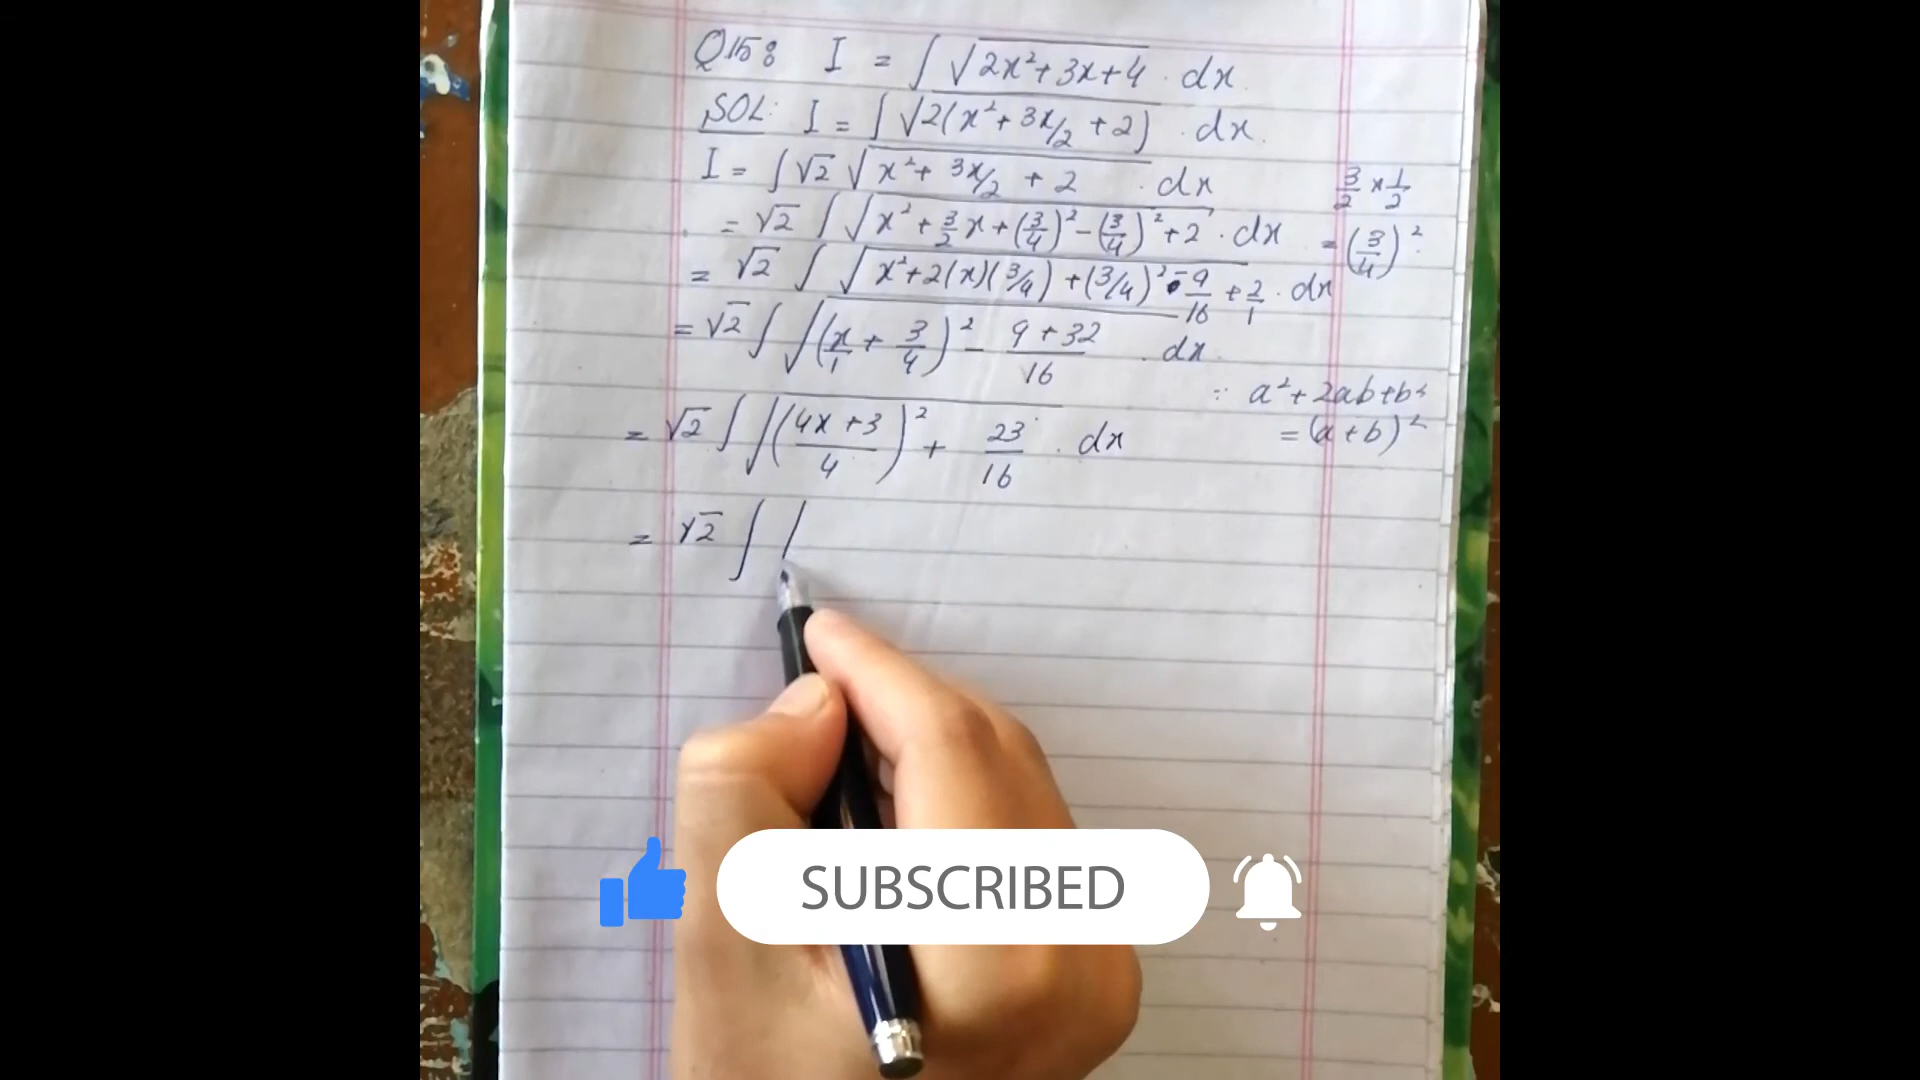 Q15: I = ∫ √2x²+3x+4 . dx
SOL: I = ∫ √2(x²+3x/2 +2) . dx.
I = ∫ √2 √x²+ 3x/2 + 2 . dx
3/2 × 1/2
= √2 ∫ √x² + 3/2 x + (3/4)² - (3/4)² + 2 . dx
= (3/4)²
= √2 ∫ √x²+2(x)(3/4) + (3/4)² - 9/16 + 2/1 . dx
= √2 ∫ √(x/1 + 3/4)² - 9+32/16 . dx
∵ a²+2ab+b²
= √2 ∫ √(4x+3/4)² + 23/16 . dx
= (a+b)²
= √2 ∫
SUBSCRIBED